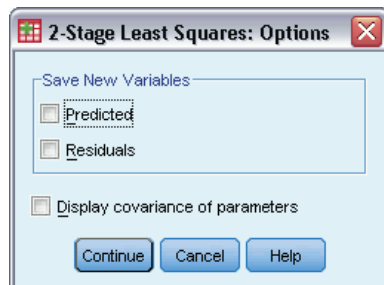 2-Stage Least Squares: Options
Save New Variables
Predicted
Residuals
Display covariance of parameters
Continue Cancel Help